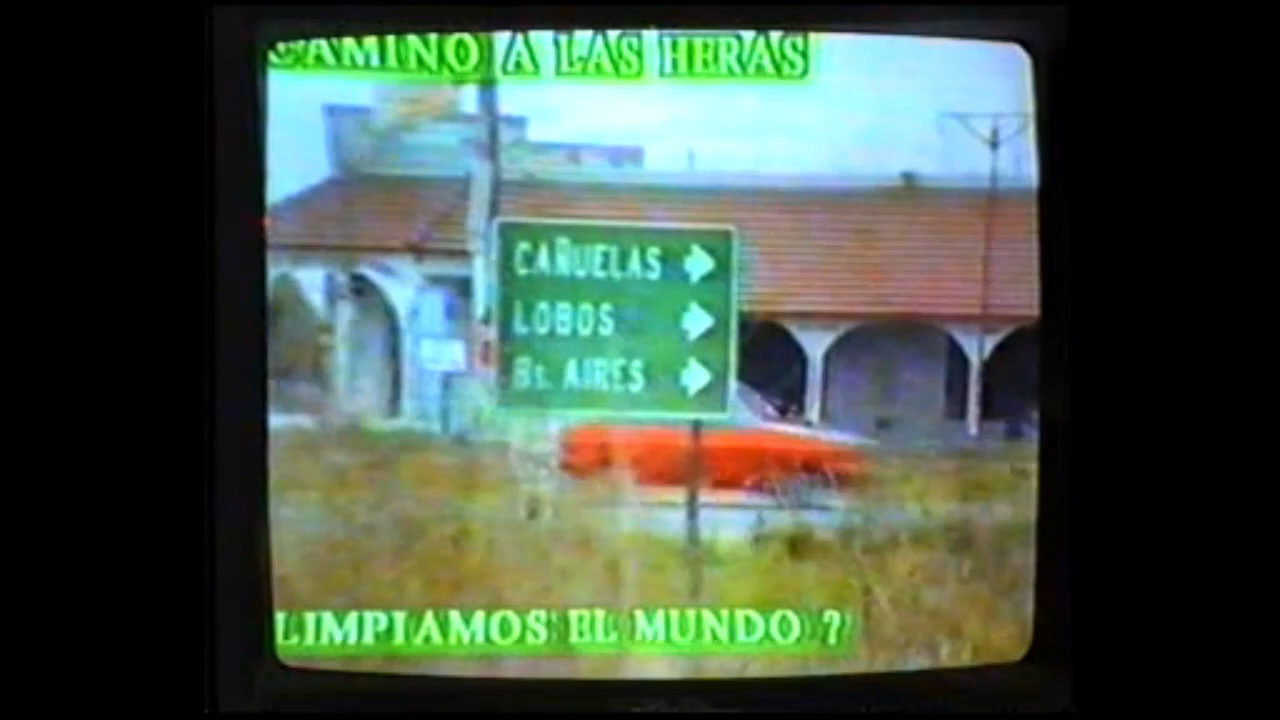 CAMINO A LAS HERAS
CAÑUELAS
LOBOS
Bs. AIRES
LIMPIAMOS EL MUNDO ?